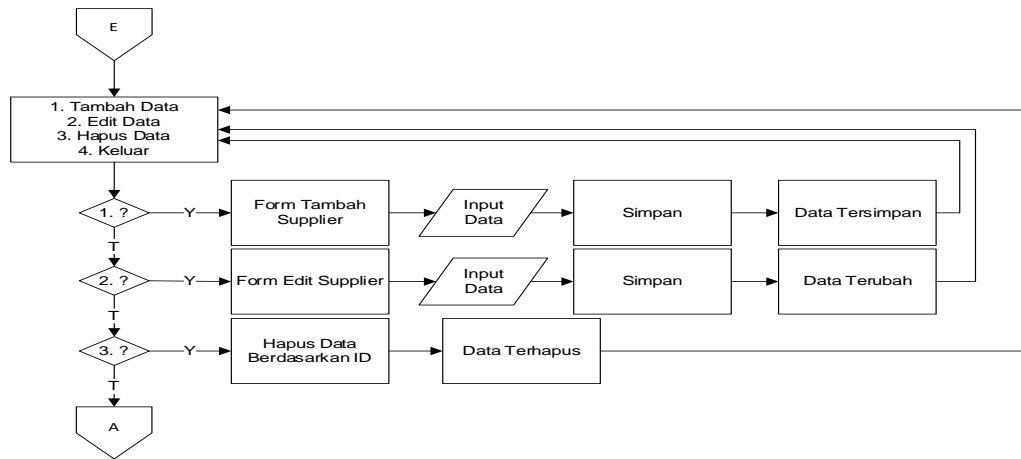 E
1. Tambah Data
2. Edit Data
3. Hapus Data
4. Keluar
1. ?
Y
Form Tambah
Supplier
Input
Data
Simpan
Data Tersimpan
T
2. ?
Y
Form Edit Supplier
Input
Data
Simpan
Data Terubah
T
3. ?
Y
Hapus Data
Berdasarkan ID
Data Terhapus
T
A